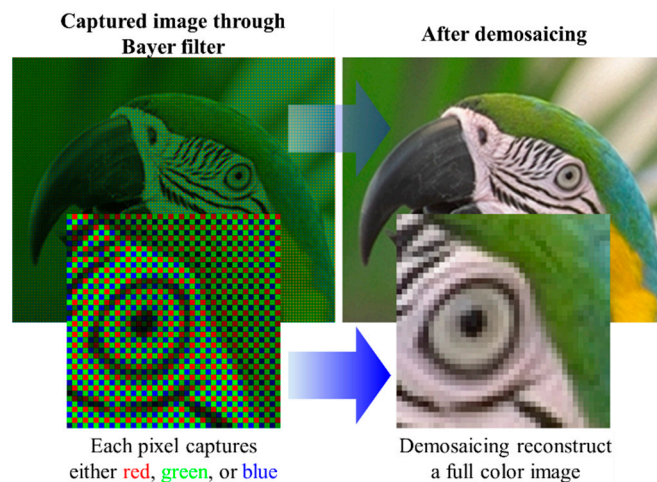 Captured image through
Bayer filter
After demosaicing
Each pixel captures
either red, green, or blue
Demosaicing reconstruct
a full color image